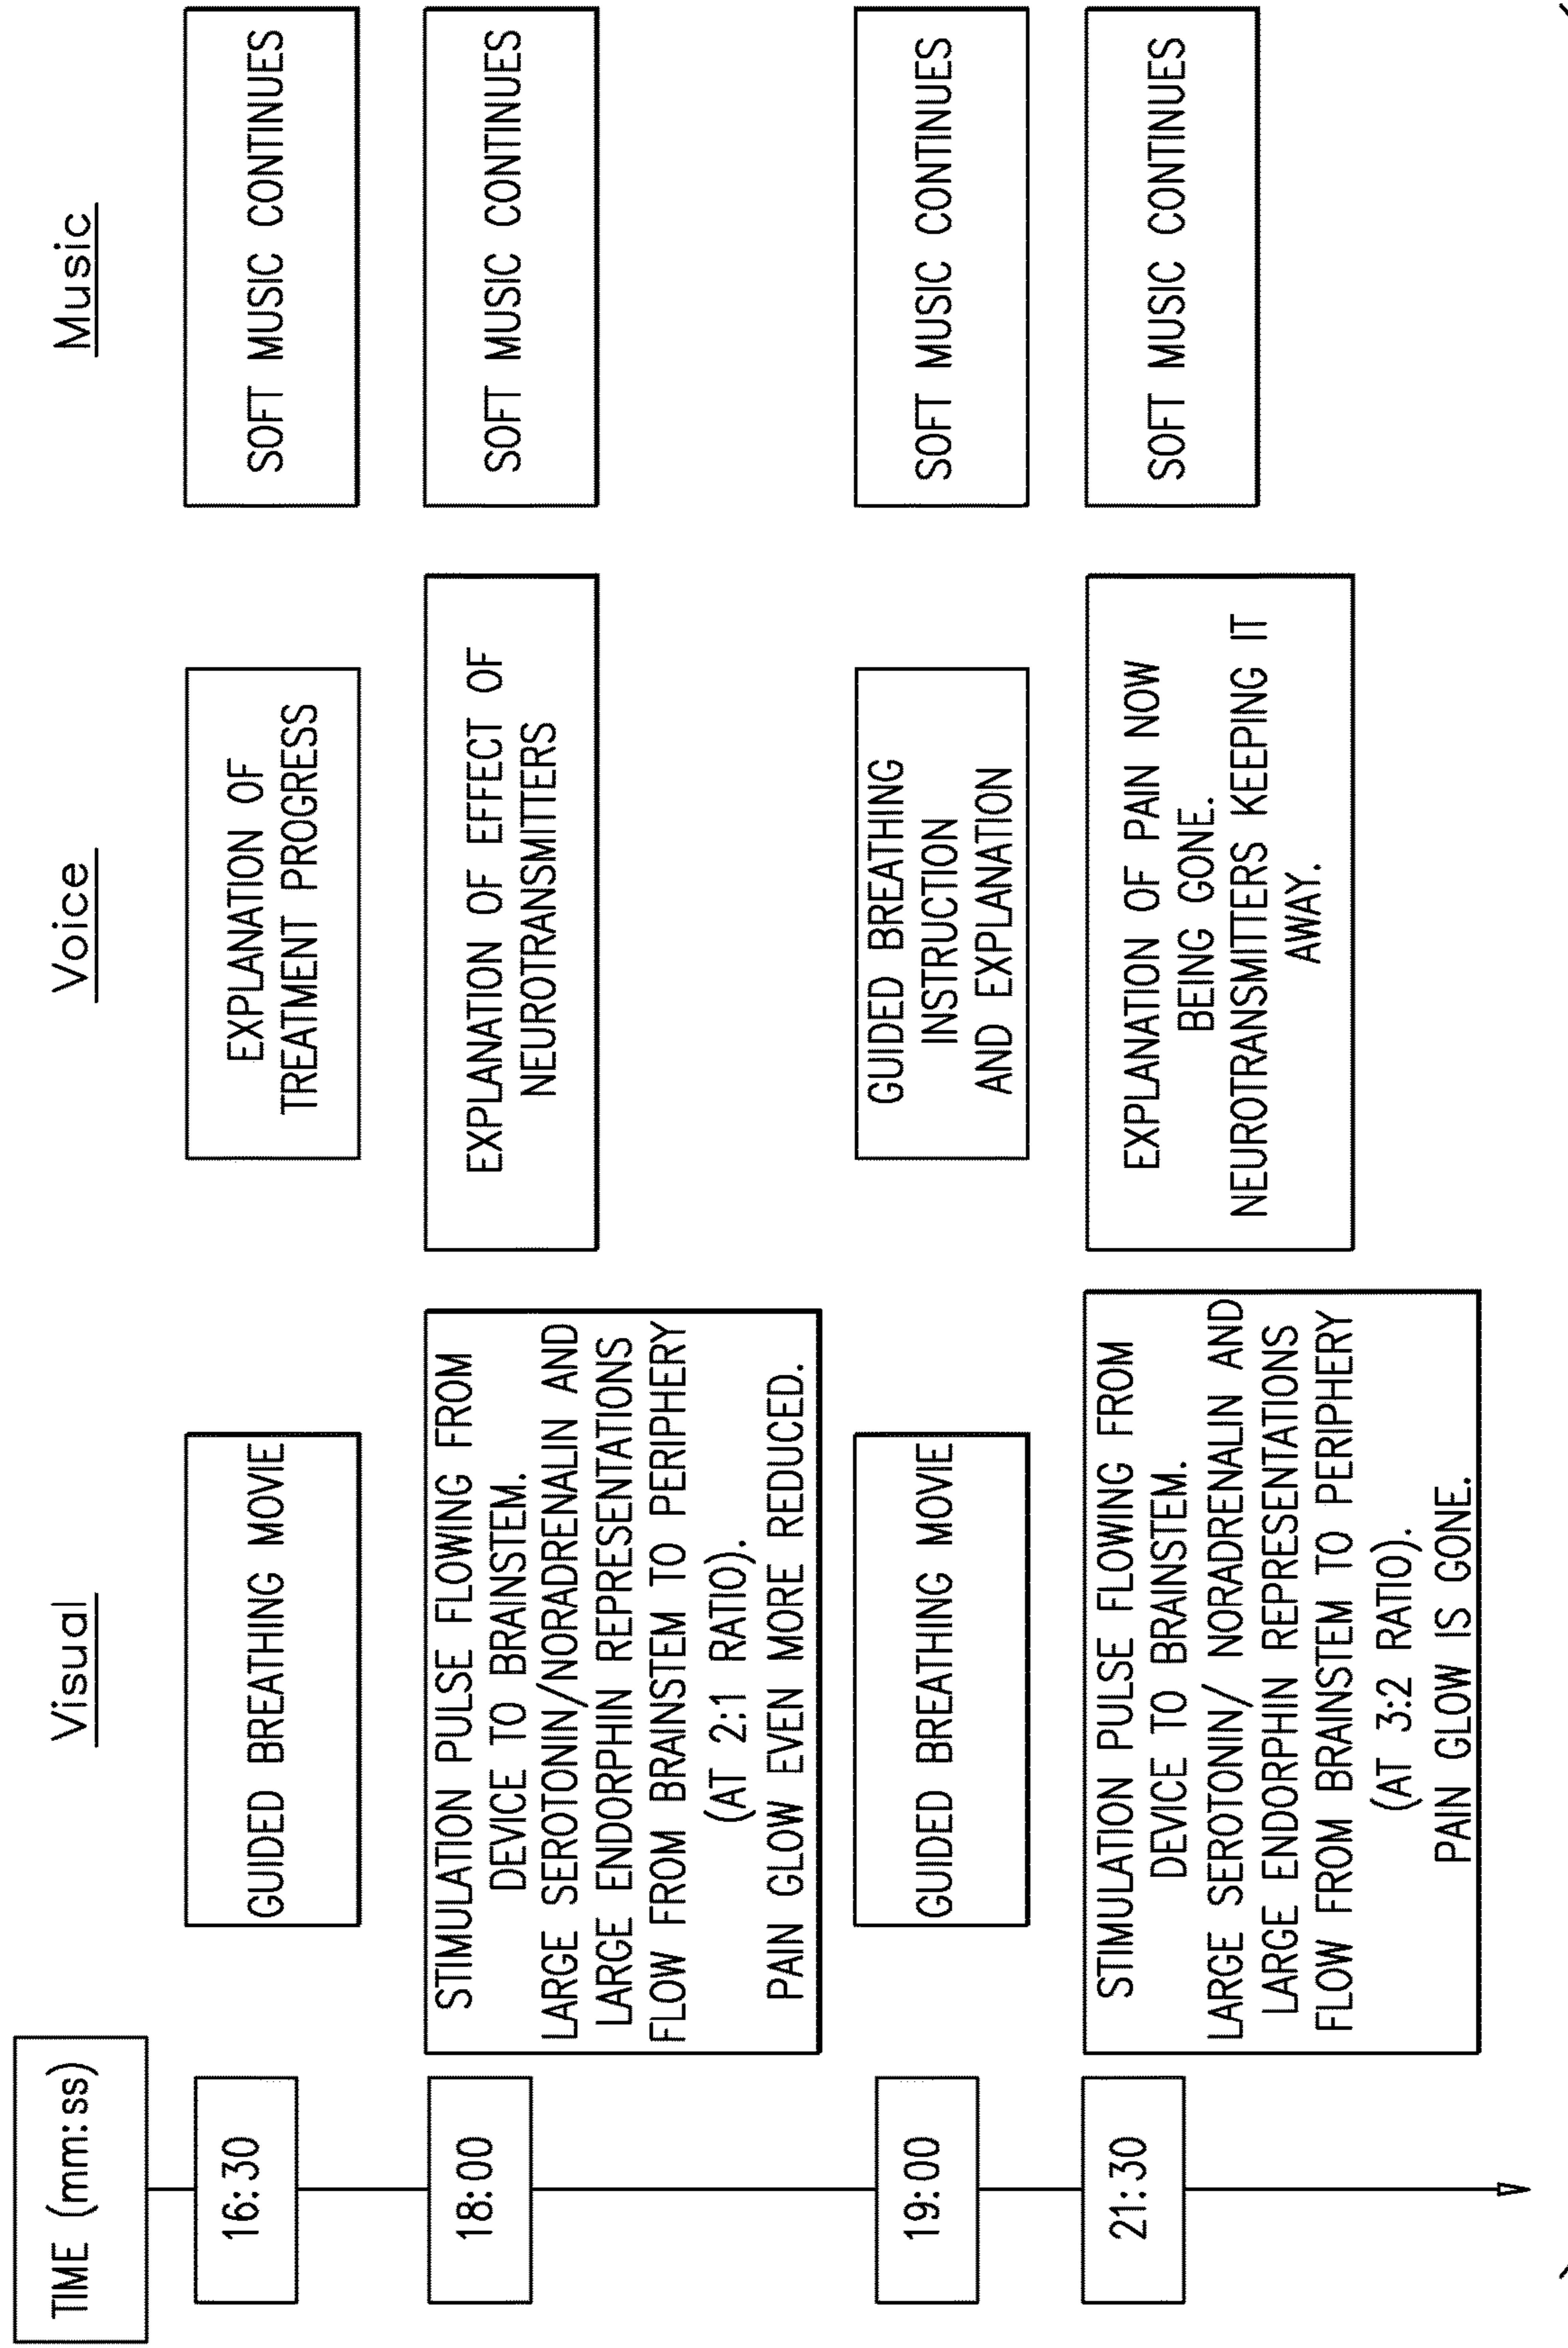 TIME (mm:ss)
Visual
Voice
Music
16:30
GUIDED BREATHING MOVIE
EXPLANATION OF
TREATMENT PROGRESS
SOFT MUSIC CONTINUES
18:00
STIMULATION PULSE FLOWING FROM
DEVICE TO BRAINSTEM.
LARGE SEROTONIN/NORADRENALIN AND
LARGE ENDORPHIN REPRESENTATIONS
FLOW FROM BRAINSTEM TO PERIPHERY
(AT 2:1 RATIO).
PAIN GLOW EVEN MORE REDUCED.
EXPLANATION OF EFFECT OF
NEUROTRANSMITTERS
SOFT MUSIC CONTINUES
19:00
GUIDED BREATHING MOVIE
GUIDED BREATHING
INSTRUCTION
AND EXPLANATION
SOFT MUSIC CONTINUES
21:30
STIMULATION PULSE FLOWING FROM
DEVICE TO BRAINSTEM.
LARGE SEROTONIN/ NORADRENALIN AND
LARGE ENDORPHIN REPRESENTATIONS
FLOW FROM BRAINSTEM TO PERIPHERY
(AT 3:2 RATIO).
PAIN GLOW IS GONE.
EXPLANATION OF PAIN NOW
BEING GONE.
NEUROTRANSMITTERS KEEPING IT
AWAY.
SOFT MUSIC CONTINUES